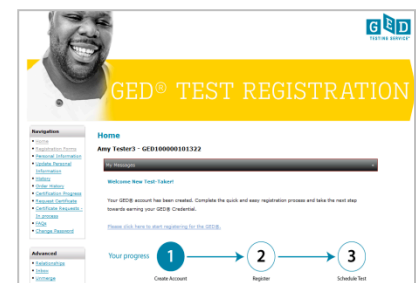 GED
TESTING SERVICE
GED® TEST REGISTRATION
Navigation
Home
Registration Forms
Personal Information
Update Personal
Information
History
Order History
Certification Progress
Request Certificate
Certificate Requests -
In process
FAQs
Change Password
Advanced
Relationships
Inbox
Unmerge
Home
Amy Tester3 - GED100000101322
My Messages
Welcome New Test-Taker!
Your GED® account has been created. Complete the quick and easy registration process and take the next step
towards earning your GED® Credential.
Please click here to start registering for the GED®.
Your progress 1 2 3
Create Account Register Schedule Test